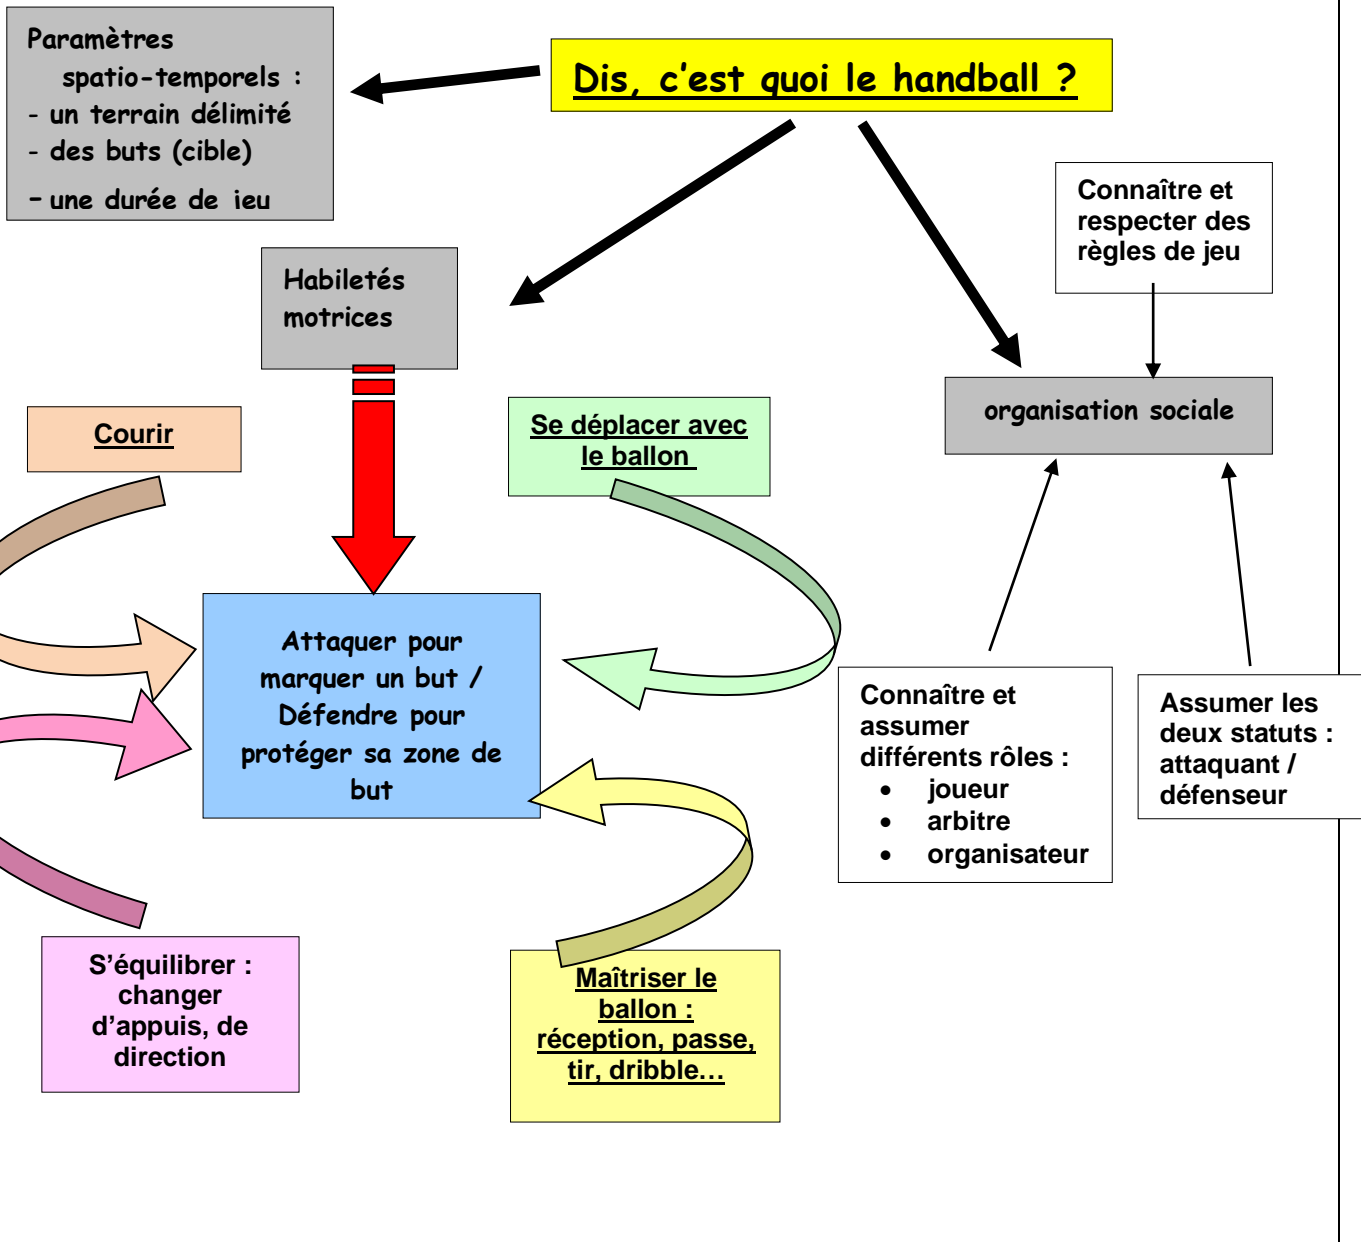 Paramètres
spatio-temporels :
- un terrain délimité
- des buts (cible)
- une durée de jeu
Dis, c'est quoi le handball ?
Connaître et
respecter des
règles de jeu
Habiletés
motrices
organisation sociale
Courir
Se déplacer avec
le ballon
Attaquer pour
marquer un but /
Défendre pour
protéger sa zone de
but
Connaître et
assumer
différents rôles :
• joueur
• arbitre
• organisateur
Assumer les
deux statuts :
attaquant /
défenseur
S'équilibrer :
changer
d'appuis, de
direction
Maîtriser le
ballon :
réception, passe,
tir, dribble…